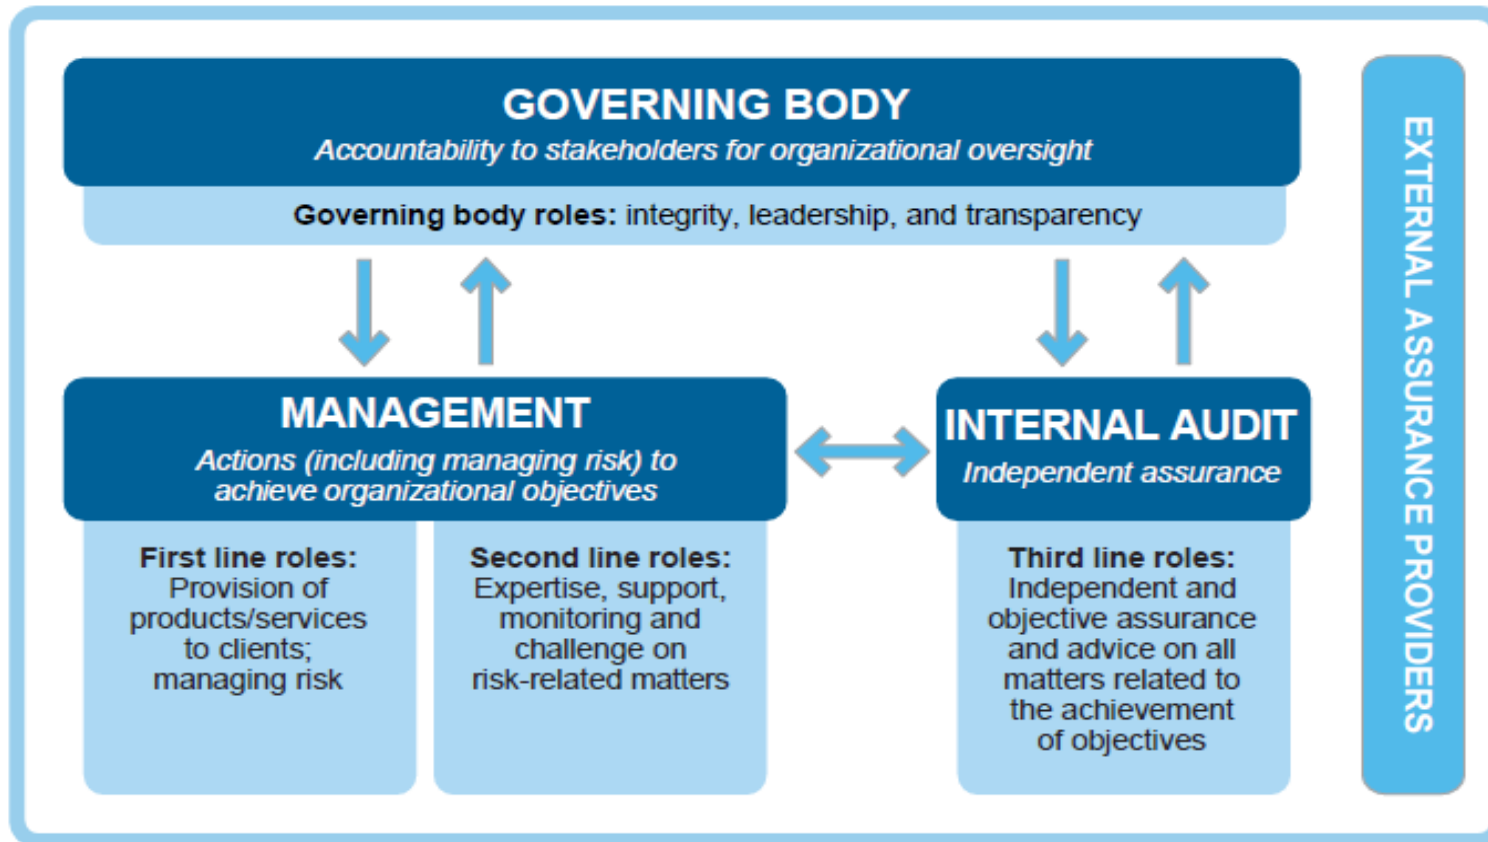 GOVERNING BODY
Accountability to stakeholders for organizational oversight
Governing body roles: integrity, leadership, and transparency
MANAGEMENT
Actions (including managing risk) to
achieve organizational objectives
First line roles:
Provision of
products/services
to clients;
managing risk
Second line roles:
Expertise, support,
monitoring and
challenge on
risk-related matters
INTERNAL AUDIT
Independent assurance
Third line roles:
Independent and
objective assurance
and advice on all
matters related to
the achievement
of objectives
EXTERNAL ASSURANCE PROVIDERS